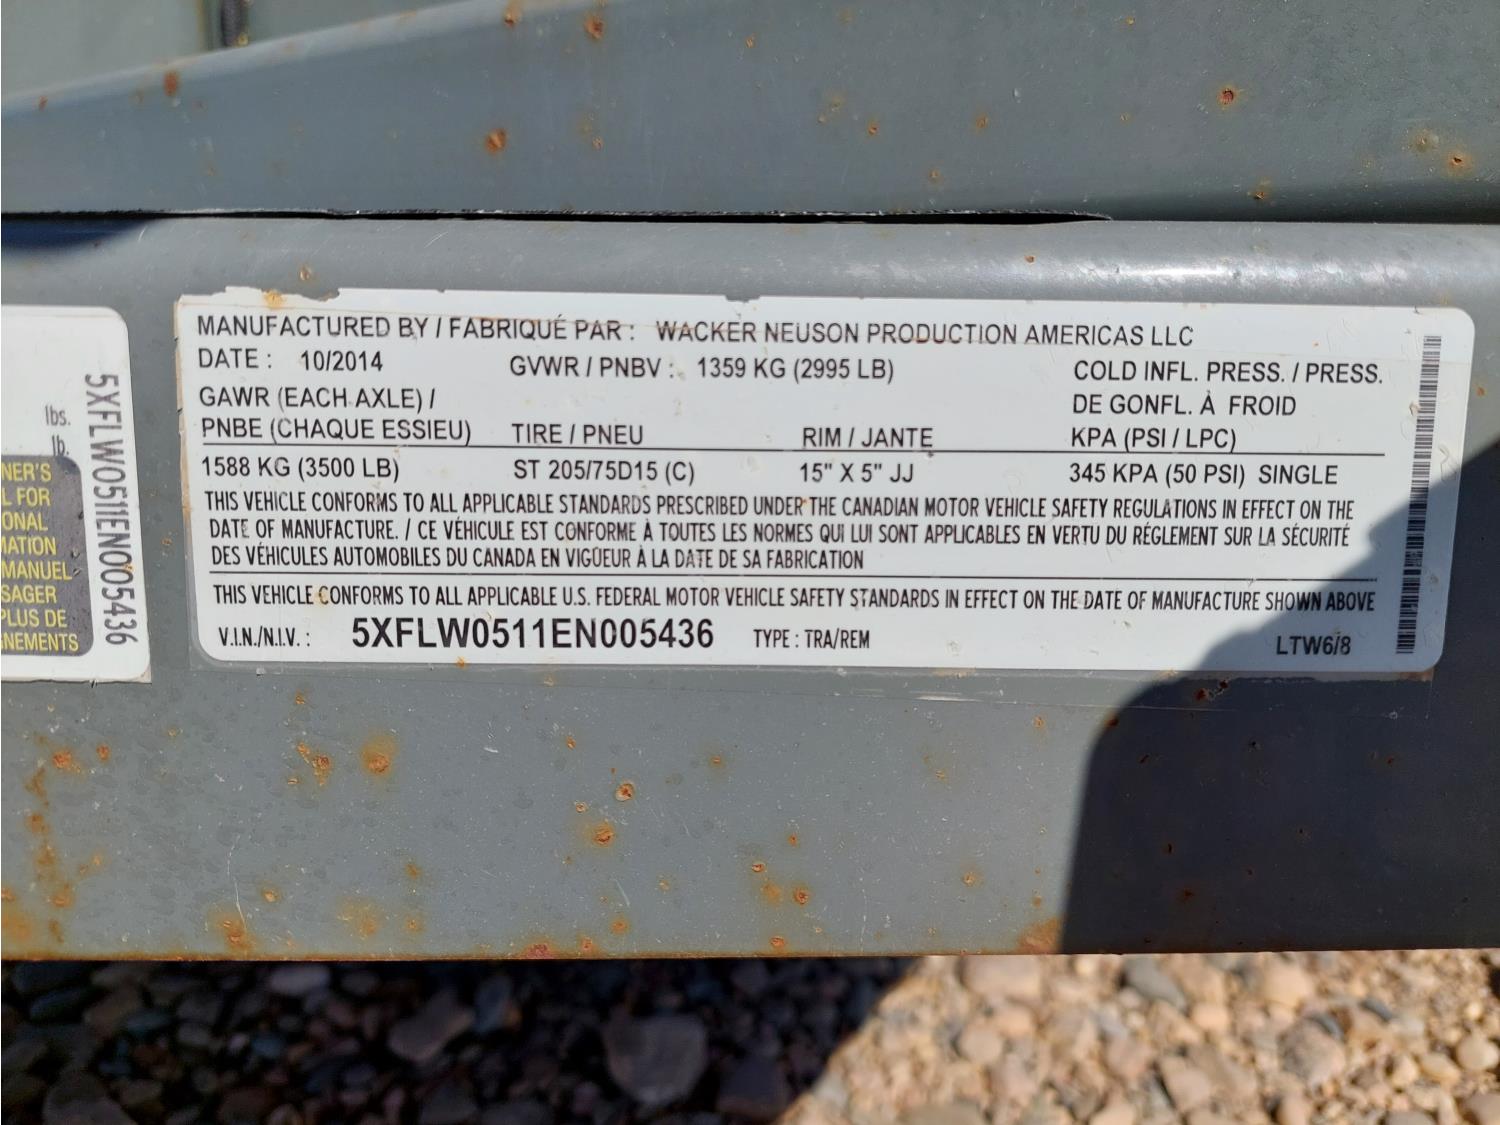 lbs.
lb.
NER'S
L FOR
ONAL
MATION
MANUEL
SAGER
PLUS DE
GNEMENTS
5XFLW0511EN005436
MANUFACTURED BY / FABRIQUÉ PAR : WACKER NEUSON PRODUCTION AMERICAS LLC
DATE : 10/2014 GVWR / PNBV : 1359 KG (2995 LB) COLD INFL. PRESS. / PRESS.
GAWR (EACH AXLE) / DE GONFL. À FROID
PNBE (CHAQUE ESSIEU) TIRE / PNEU RIM / JANTE KPA (PSI / LPC)
1588 KG (3500 LB) ST 205/75D15 (C) 15" X 5" JJ 345 KPA (50 PSI) SINGLE
THIS VEHICLE CONFORMS TO ALL APPLICABLE STANDARDS PRESCRIBED UNDER THE CANADIAN MOTOR VEHICLE SAFETY REGULATIONS IN EFFECT ON THE
DATE OF MANUFACTURE. / CE VÉHICULE EST CONFORME À TOUTES LES NORMES QUI LUI SONT APPLICABLES EN VERTU DU RÉGLEMENT SUR LA SÉCURITÉ
DES VÉHICULES AUTOMOBILES DU CANADA EN VIGUEUR À LA DATE DE SA FABRICATION
THIS VEHICLE CONFORMS TO ALL APPLICABLE U.S. FEDERAL MOTOR VEHICLE SAFETY STANDARDS IN EFFECT ON THE DATE OF MANUFACTURE SHOWN ABOVE
V.I.N./N.I.V. : 5XFLW0511EN005436 TYPE : TRA/REM LTW6/8